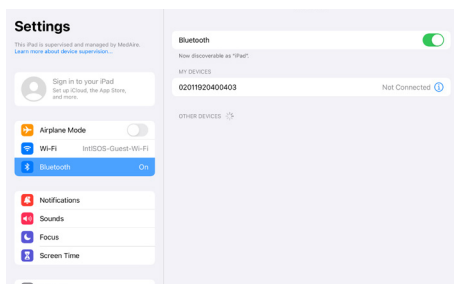 Settings
This iPad is supervised and managed by MedAire.
Learn more about device supervision...
Sign in to your iPad
Set up iCloud, the App Store,
and more.
Airplane Mode
Wi-Fi IntlSOS-Guest-Wi-Fi
Bluetooth On
Notifications
Sounds
Focus
Screen Time
Bluetooth
Now discoverable as "iPad".
MY DEVICES
02011920400403 Not Connected
OTHER DEVICES